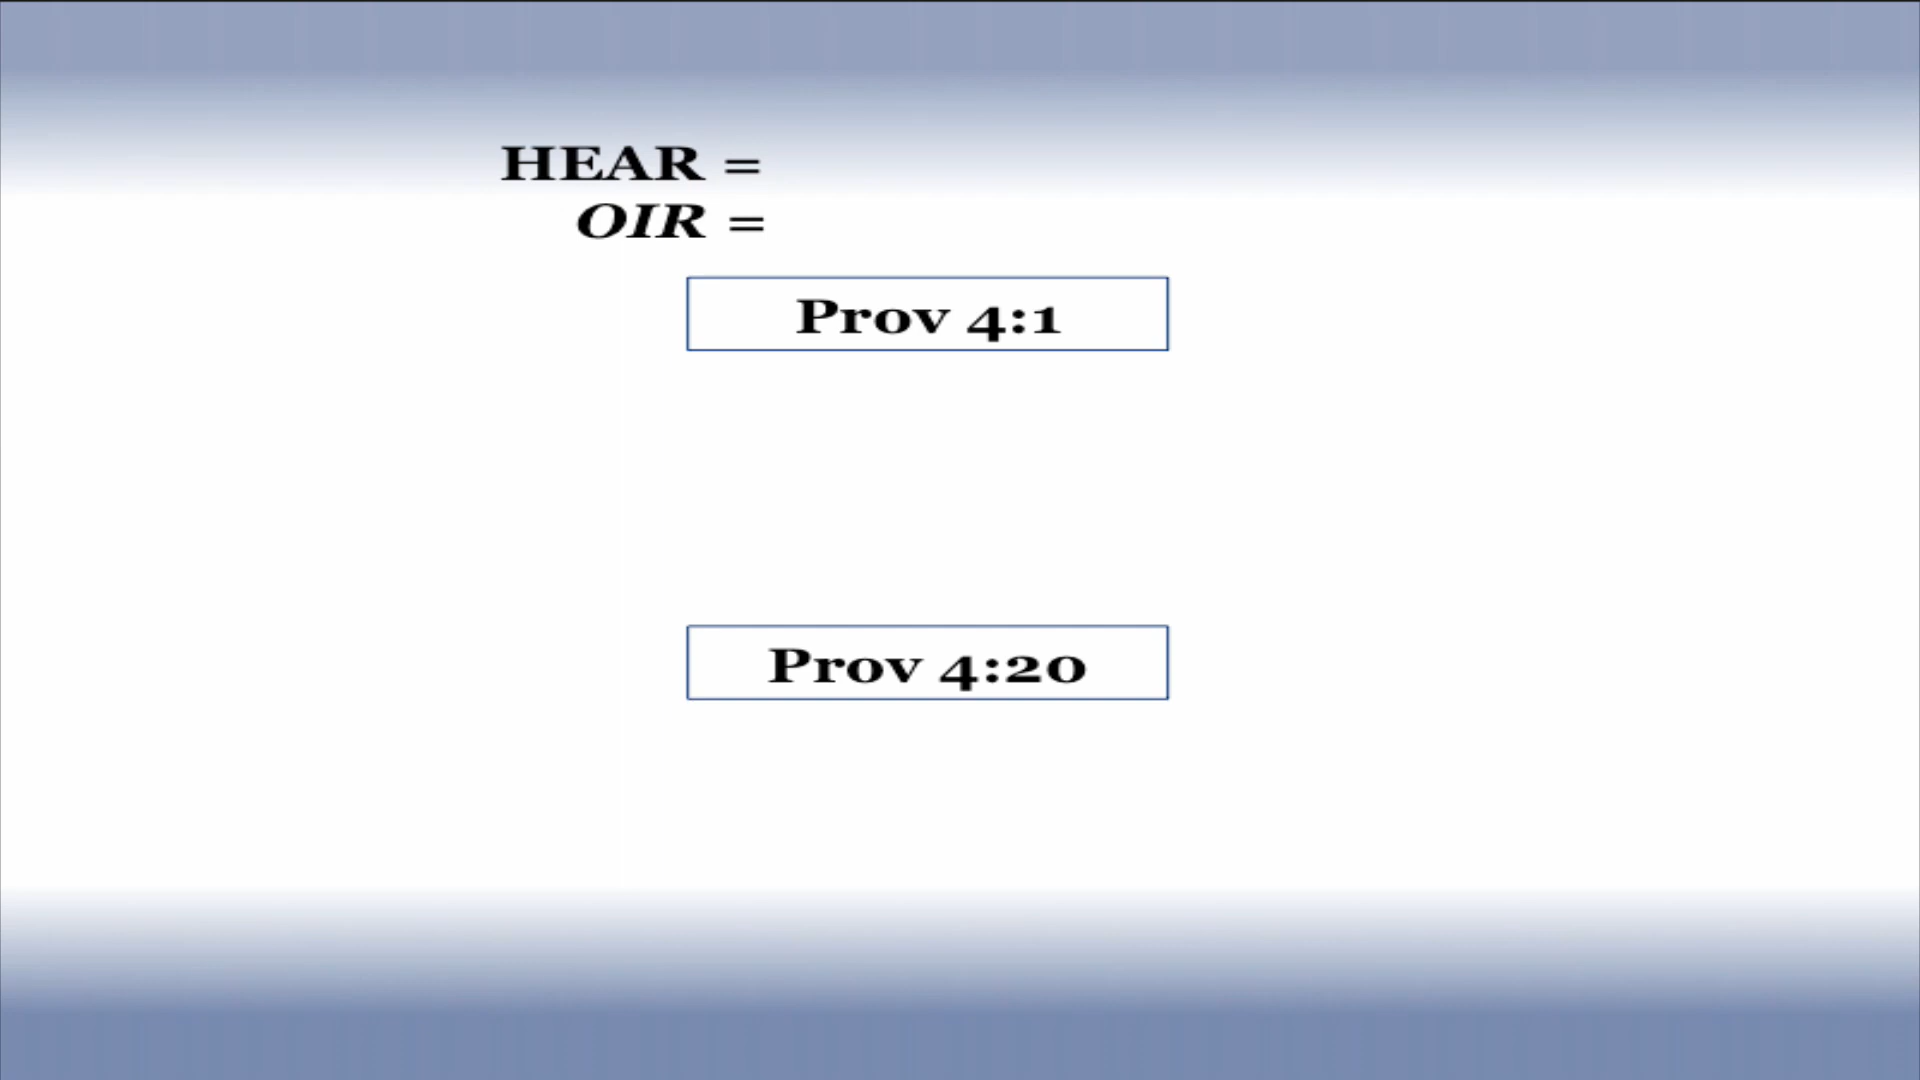 HEAR =
OIR =
Prov 4:1
Prov 4:20